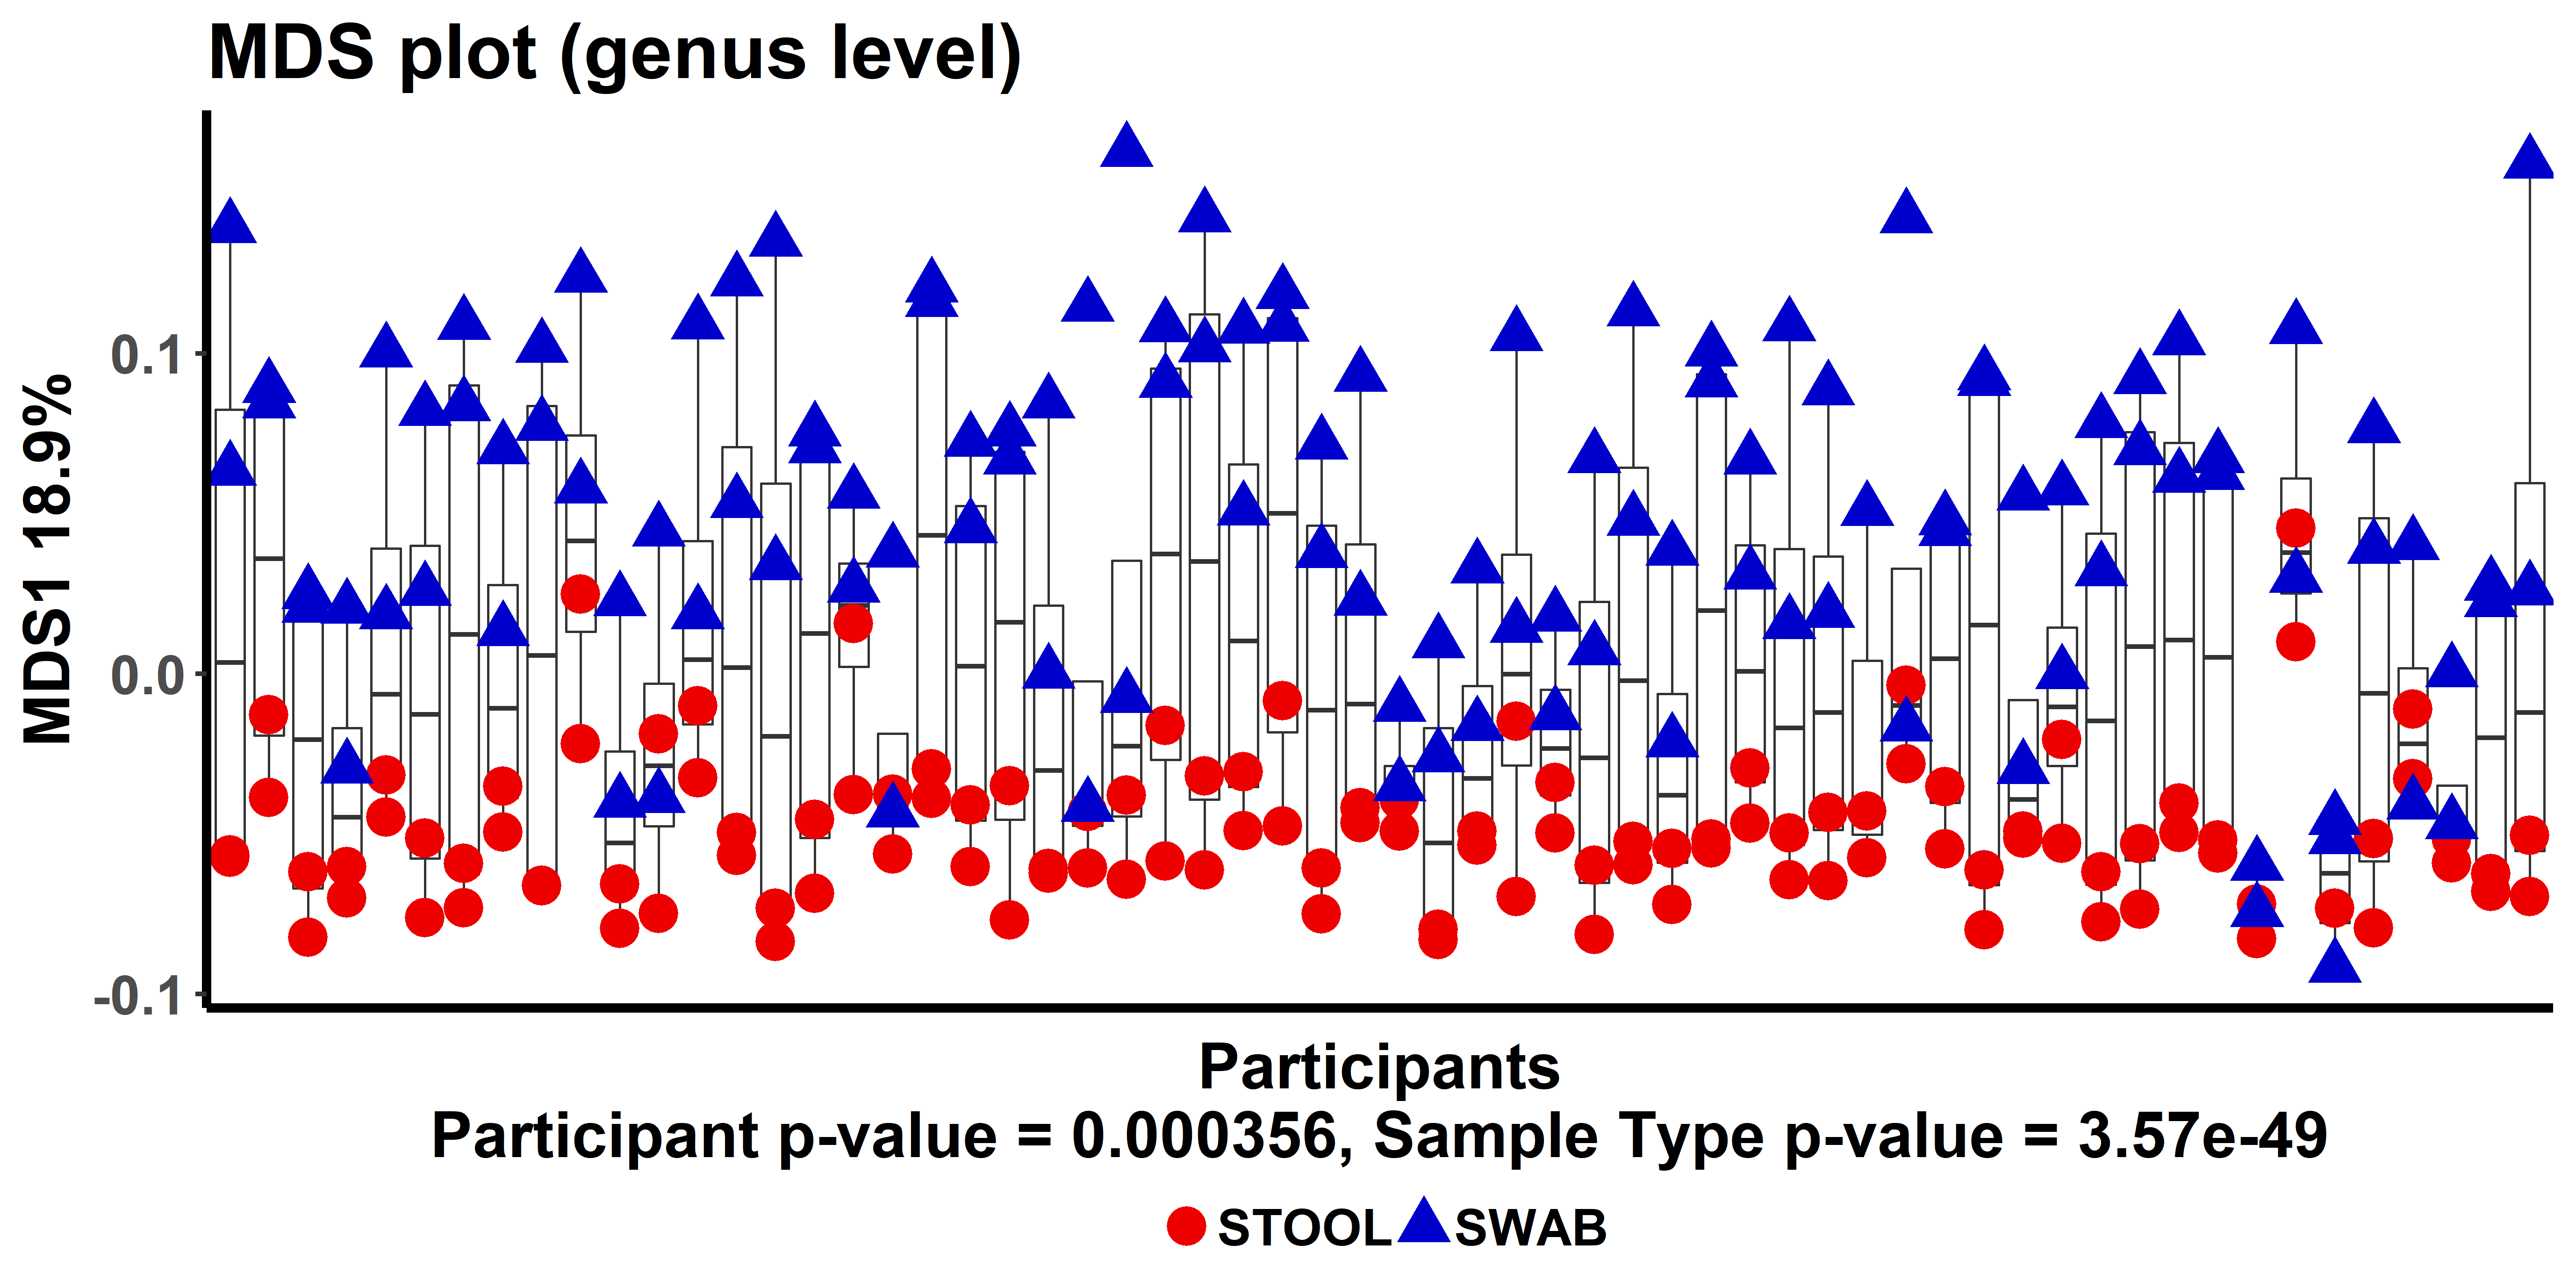 MDS plot (genus level)
MDS1 18.9%
0.1
0.0
-0.1
Participants
Participant p-value = 0.000356, Sample Type p-value = 3.57e-49
STOOL SWAB